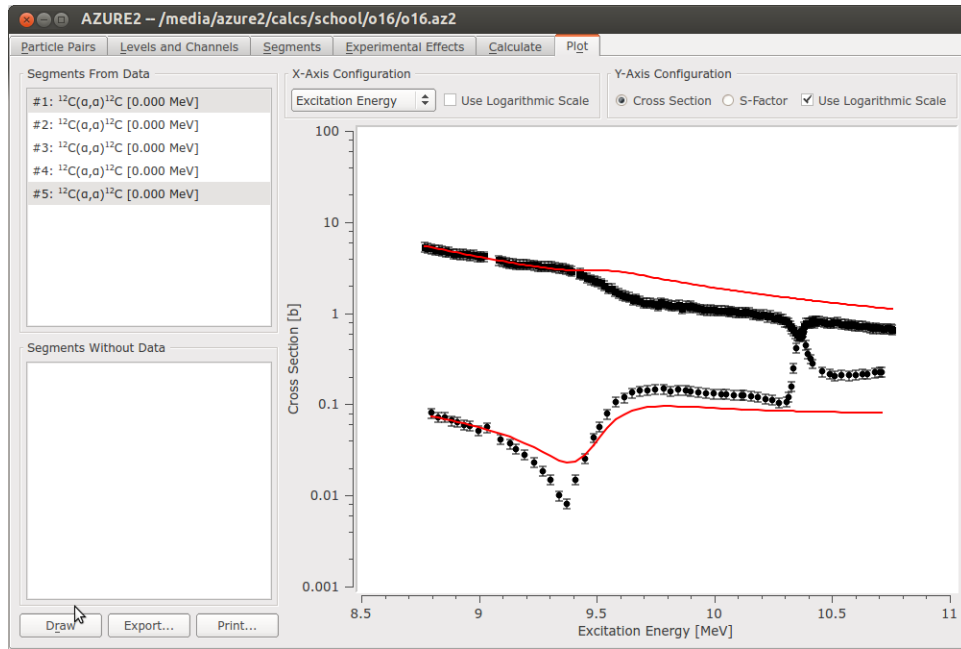 AZURE2 – /media/azure2/calcs/school/o16/o16.az2
Particle Pairs Levels and Channels Segments Experimental Effects Calculate Plot
Segments From Data
#1: ¹²C(α,α)¹²C [0.000 MeV]
#2: ¹²C(α,α)¹²C [0.000 MeV]
#3: ¹²C(α,α)¹²C [0.000 MeV]
#4: ¹²C(α,α)¹²C [0.000 MeV]
#5: ¹²C(α,α)¹²C [0.000 MeV]
Segments Without Data
Draw Export... Print...
X-Axis Configuration
Excitation Energy Use Logarithmic Scale
Y-Axis Configuration
Cross Section S-Factor Use Logarithmic Scale
100
10
1
0.1
0.01
0.001
Cross Section [b]
8.5 9 9.5 10 10.5 11
Excitation Energy [MeV]